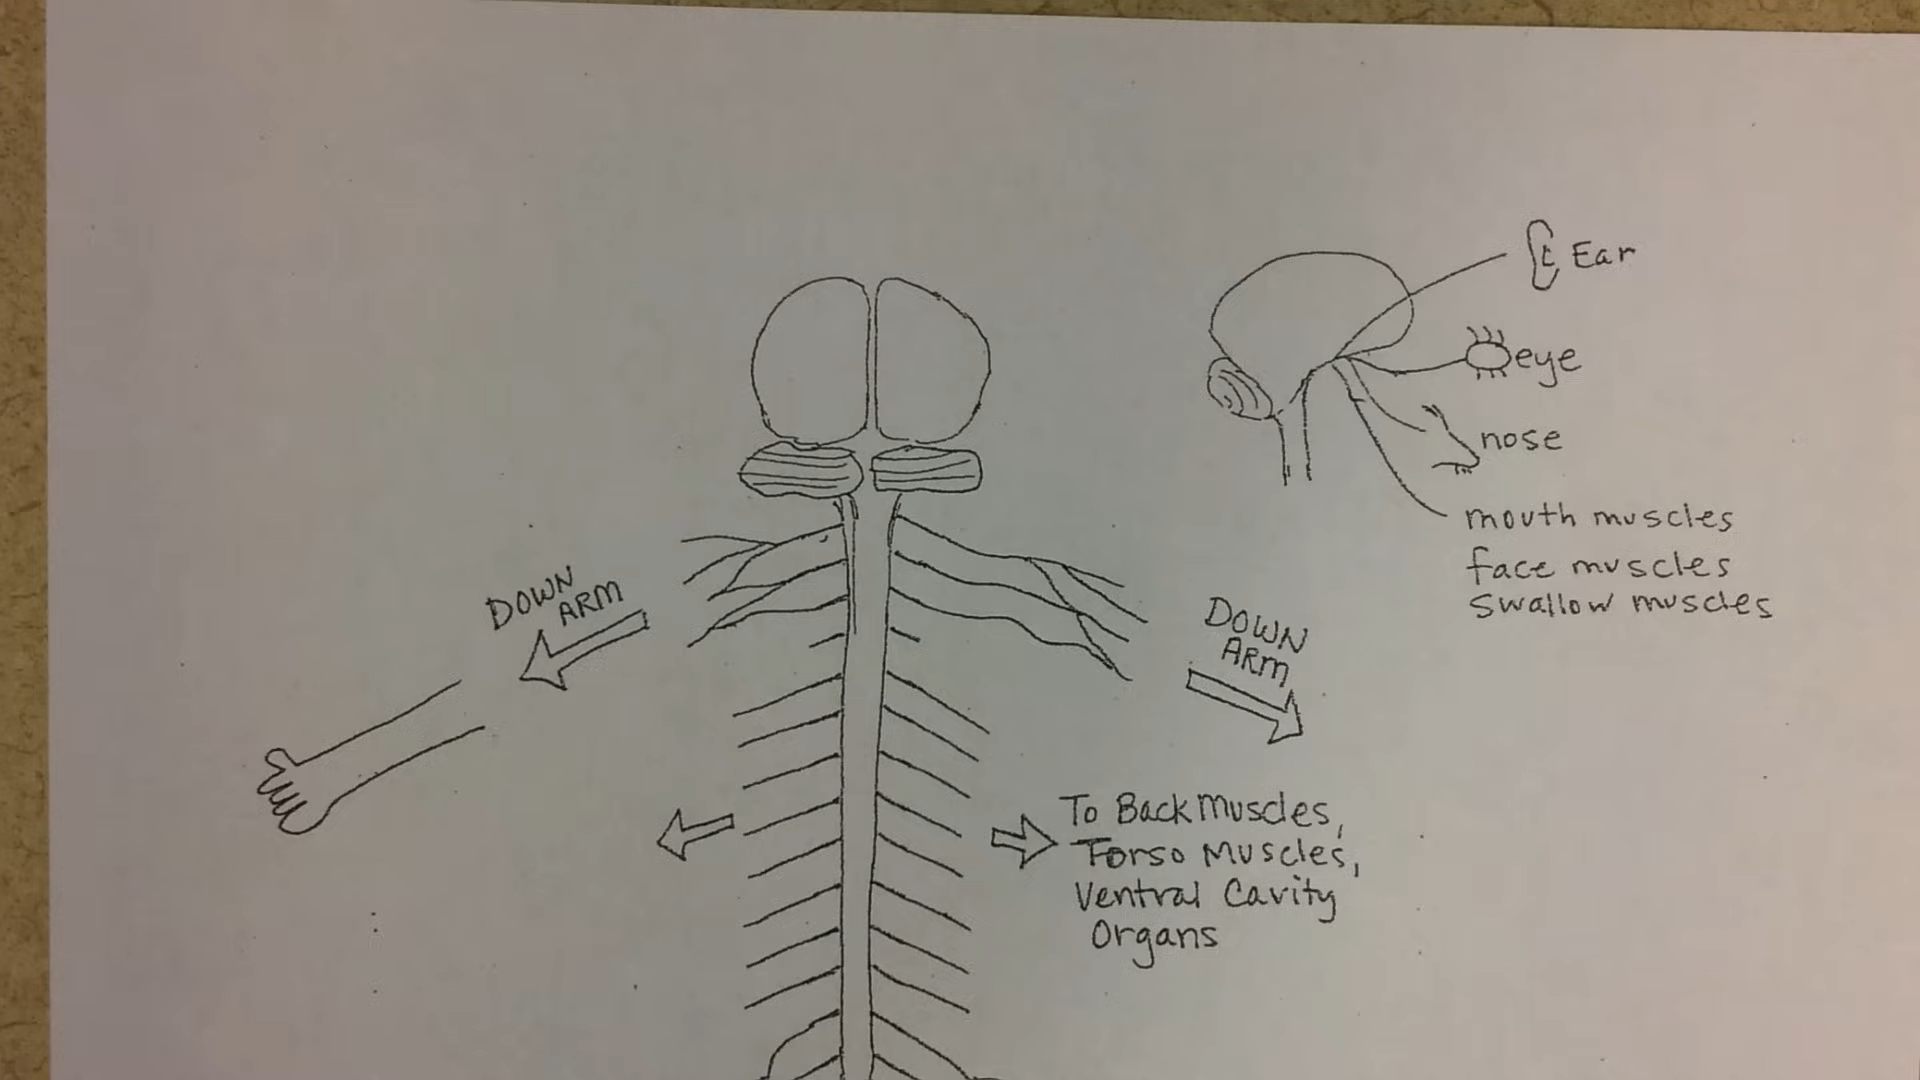 Ear
eye
nose
mouth muscles
face muscles
swallow muscles
DOWN
ARM
DOWN
ARM
To Back Muscles,
Torso Muscles,
Ventral Cavity
Organs